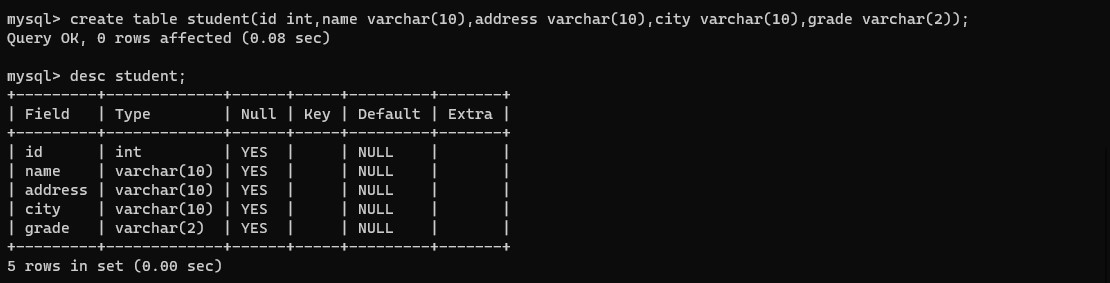 mysql> create table student(id int,name varchar(10),address varchar(10),city varchar(10),grade varchar(2));
Query OK, 0 rows affected (0.08 sec)
mysql> desc student;
+---------+-------------+------+-----+---------+-------+
| Field   | Type        | Null | Key | Default | Extra |
+---------+-------------+------+-----+---------+-------+
| id      | int         | YES  |     | NULL    |       |
| name    | varchar(10) | YES  |     | NULL    |       |
| address | varchar(10) | YES  |     | NULL    |       |
| city    | varchar(10) | YES  |     | NULL    |       |
| grade   | varchar(2)  | YES  |     | NULL    |       |
+---------+-------------+------+-----+---------+-------+
5 rows in set (0.00 sec)